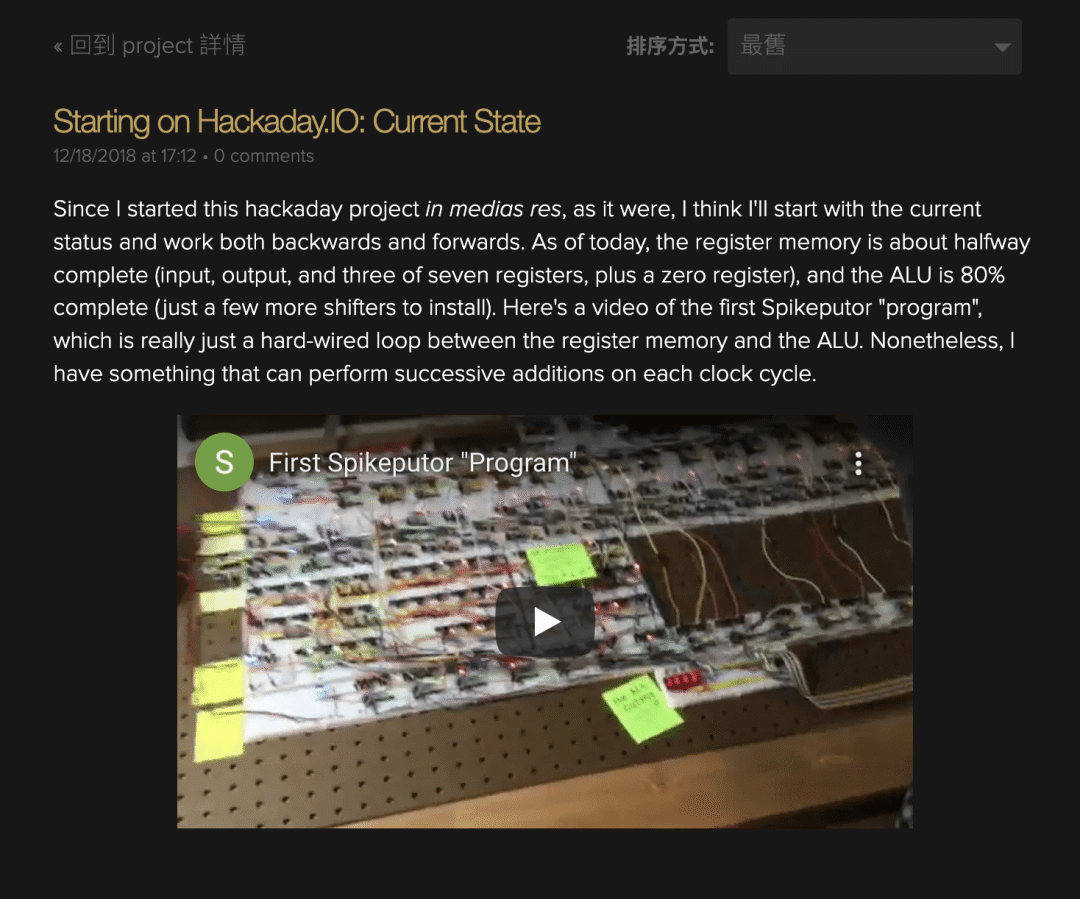 « 回到 project 詳情
排序方式:
最舊
Starting on Hackaday.IO: Current State
12/18/2018 at 17:12 • 0 comments
Since I started this hackaday project in medias res, as it were, I think I'll start with the current
status and work both backwards and forwards. As of today, the register memory is about halfway
complete (input, output, and three of seven registers, plus a zero register), and the ALU is 80%
complete (just a few more shifters to install). Here's a video of the first Spikeputor "program",
which is really just a hard-wired loop between the register memory and the ALU. Nonetheless, I
have something that can perform successive additions on each clock cycle.
S
First Spikeputor "Program"